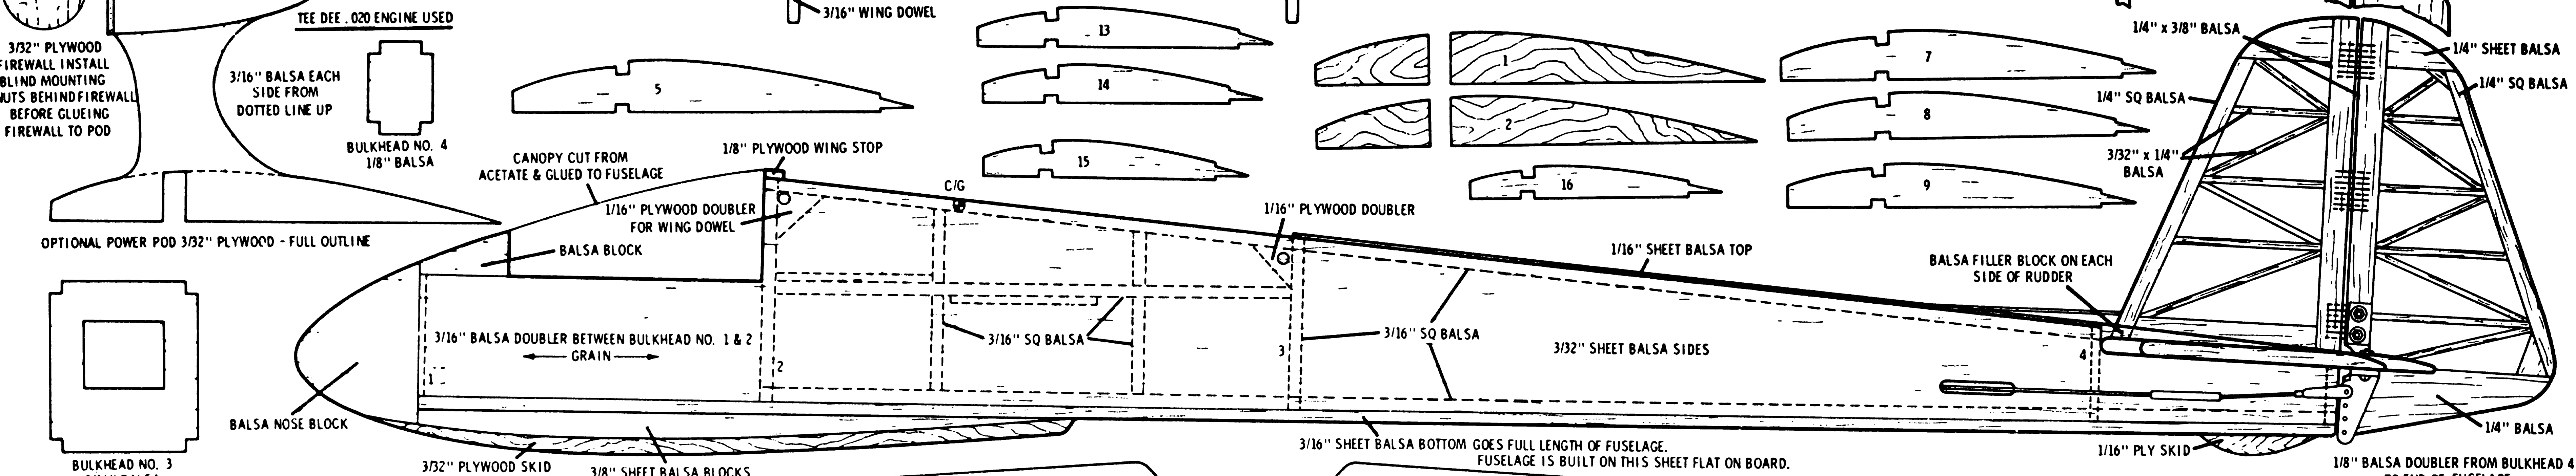 TEE DEE .020 ENGINE USED
3/16" WING DOWEL
3/32" PLYWOOD
FIREWALL INSTALL
BLIND MOUNTING
NUTS BEHIND FIREWALL
BEFORE GLUEING
FIREWALL TO POD
3/16" BALSA EACH
SIDE FROM
DOTTED LINE UP
BULKHEAD NO. 4
1/8" BALSA
5
13
14
15
1
2
16
7
8
9
1/4" x 3/8" BALSA
1/4" SHEET BALSA
1/4" SQ BALSA
1/4" SQ BALSA
3/32" x 1/4"
BALSA
CANOPY CUT FROM
ACETATE & GLUED TO FUSELAGE
1/8" PLYWOOD WING STOP
C/G
1/16" PLYWOOD DOUBLER
FOR WING DOWEL
1/16" PLYWOOD DOUBLER
OPTIONAL POWER POD 3/32" PLYWOOD - FULL OUTLINE
BALSA BLOCK
1/16" SHEET BALSA TOP
BALSA FILLER BLOCK ON EACH
SIDE OF RUDDER
3/16" BALSA DOUBLER BETWEEN BULKHEAD NO. 1 & 2
GRAIN
1
2
3/16" SQ BALSA
3
3/16" SQ BALSA
3/32" SHEET BALSA SIDES
4
BALSA NOSE BLOCK
BULKHEAD NO. 3
3/32" PLYWOOD SKID
3/8" SHEET BALSA BLOCKS
3/16" SHEET BALSA BOTTOM GOES FULL LENGTH OF FUSELAGE.
FUSELAGE IS BUILT ON THIS SHEET FLAT ON BOARD.
1/16" PLY SKID
1/4" BALSA
1/8" BALSA DOUBLER FROM BULKHEAD 4
TO END OF FUSELAGE